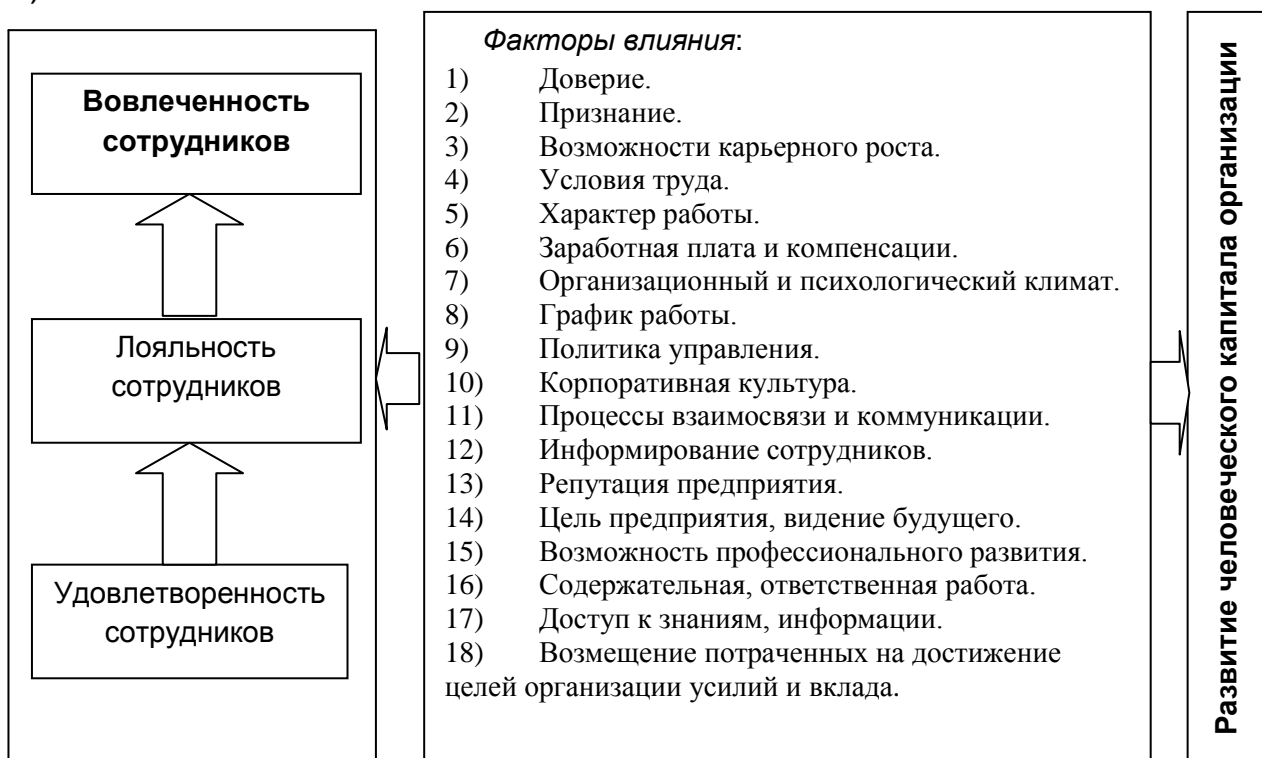 )
Вовлеченность
сотрудников
Лояльность
сотрудников
Удовлетворенность
сотрудников
Факторы влияния:
1) Доверие.
2) Признание.
3) Возможности карьерного роста.
4) Условия труда.
5) Характер работы.
6) Заработная плата и компенсации.
7) Организационный и психологический климат.
8) График работы.
9) Политика управления.
10) Корпоративная культура.
11) Процессы взаимосвязи и коммуникации.
12) Информирование сотрудников.
13) Репутация предприятия.
14) Цель предприятия, видение будущего.
15) Возможность профессионального развития.
16) Содержательная, ответственная работа.
17) Доступ к знаниям, информации.
18) Возмещение потраченных на достижение
целей организации усилий и вклада.
Развитие человеческого капитала организации